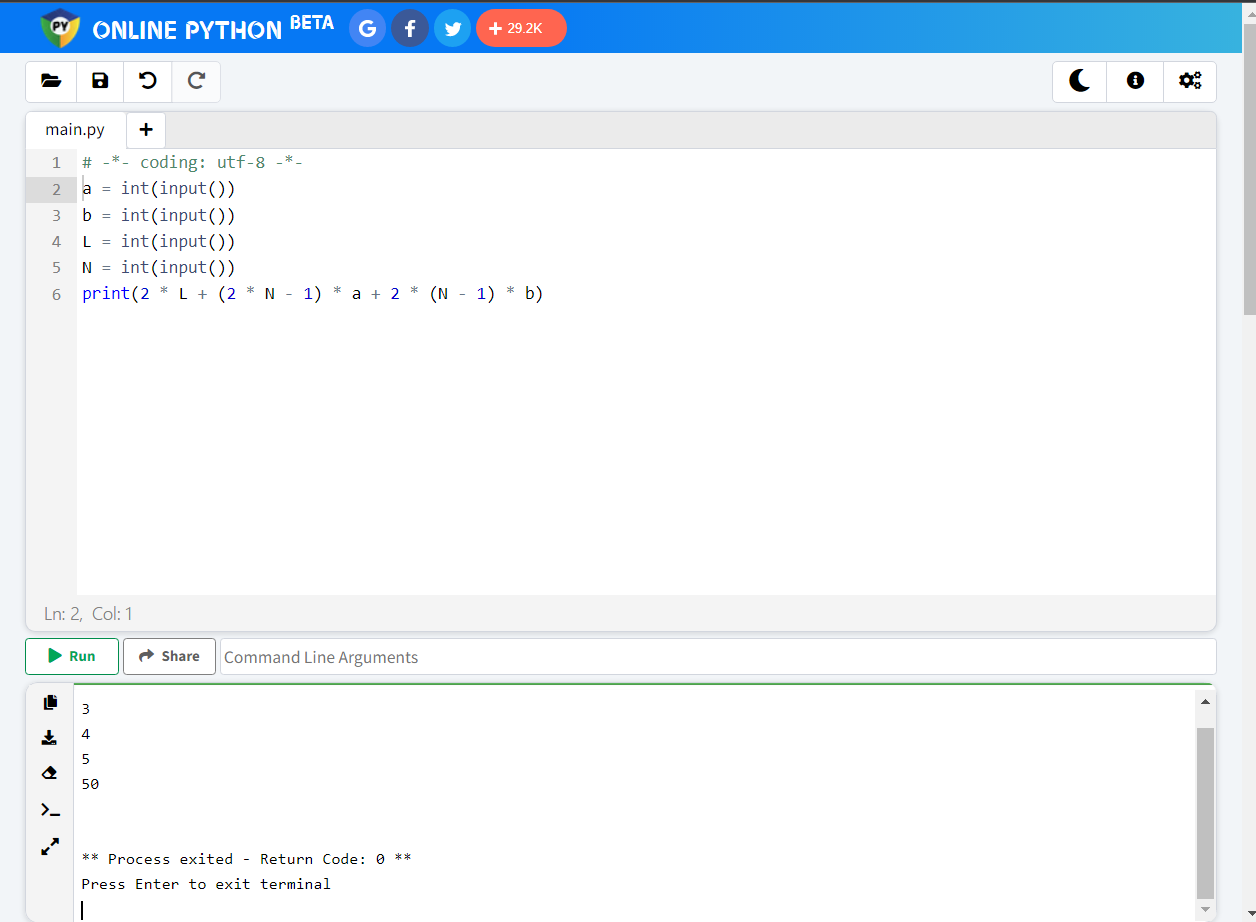 PY ONLINE PYTHON BETA G f + 29.2K
main.py +
1 # -*- coding: utf-8 -*-
2 a = int(input())
3 b = int(input())
4 L = int(input())
5 N = int(input())
6 print(2 * L + (2 * N - 1) * a + 2 * (N - 1) * b)
Ln: 2, Col: 1
Run Share Command Line Arguments
3
4
5
50
** Process exited - Return Code: 0 **
Press Enter to exit terminal